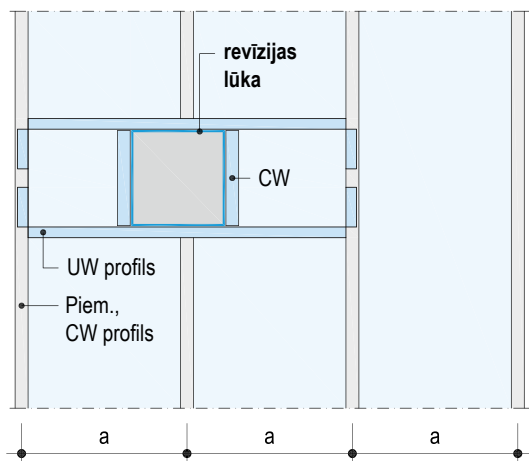 revīzijas
lūka
CW
UW profils
Piem.,
CW profils
a
a
a